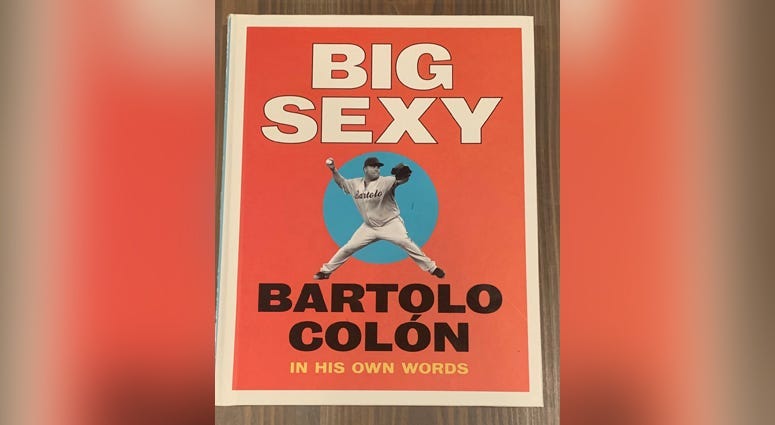 BIG
SEXY
Bartolo
BARTOLO
COLÓN
IN HIS OWN WORDS